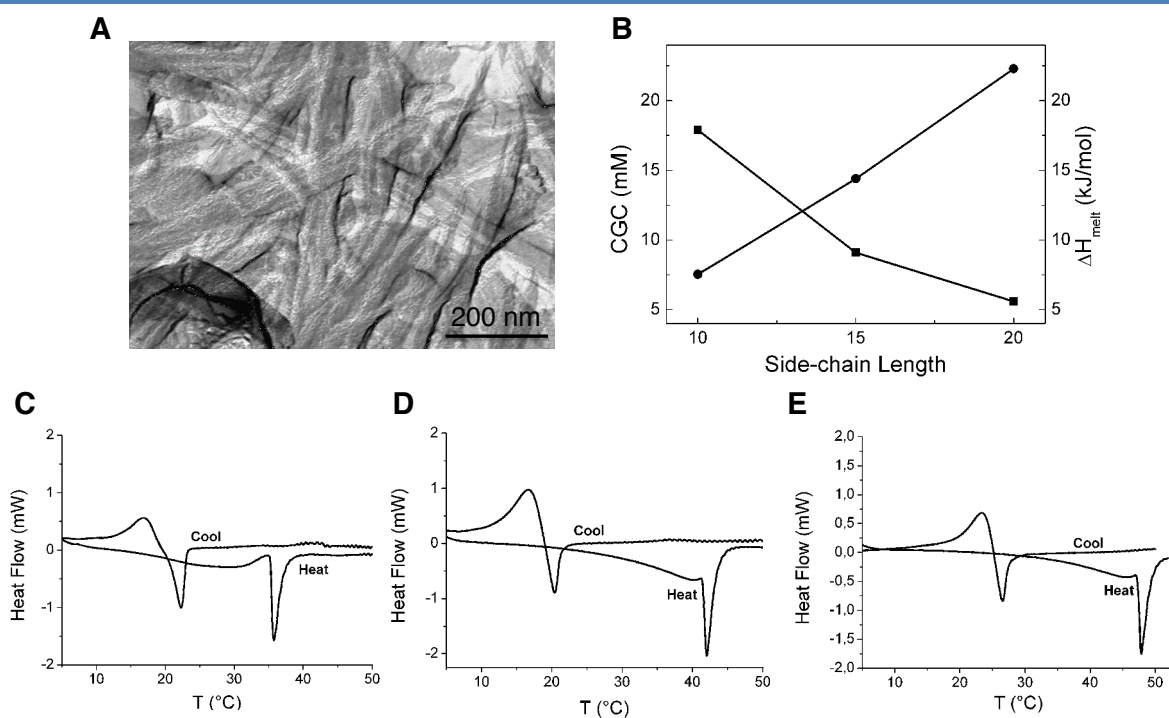 A
200 nm
B
CGC (mM)
20
15
10
5
20
15
10
5
ΔHmelt (kJ/mol)
10 15 20
Side-chain Length
C
Heat Flow (mW)
2
1
0
-1
-2
Cool
Heat
10 20 30 40 50
T (°C)
D
Heat Flow (mW)
2
1
0
-1
-2
Cool
Heat
10 20 30 40 50
T (°C)
E
Heat Flow (mW)
2,0
1,5
1,0
0,5
0,0
-0,5
-1,0
-1,5
-2,0
Cool
Heat
10 20 30 40 50
T (°C)